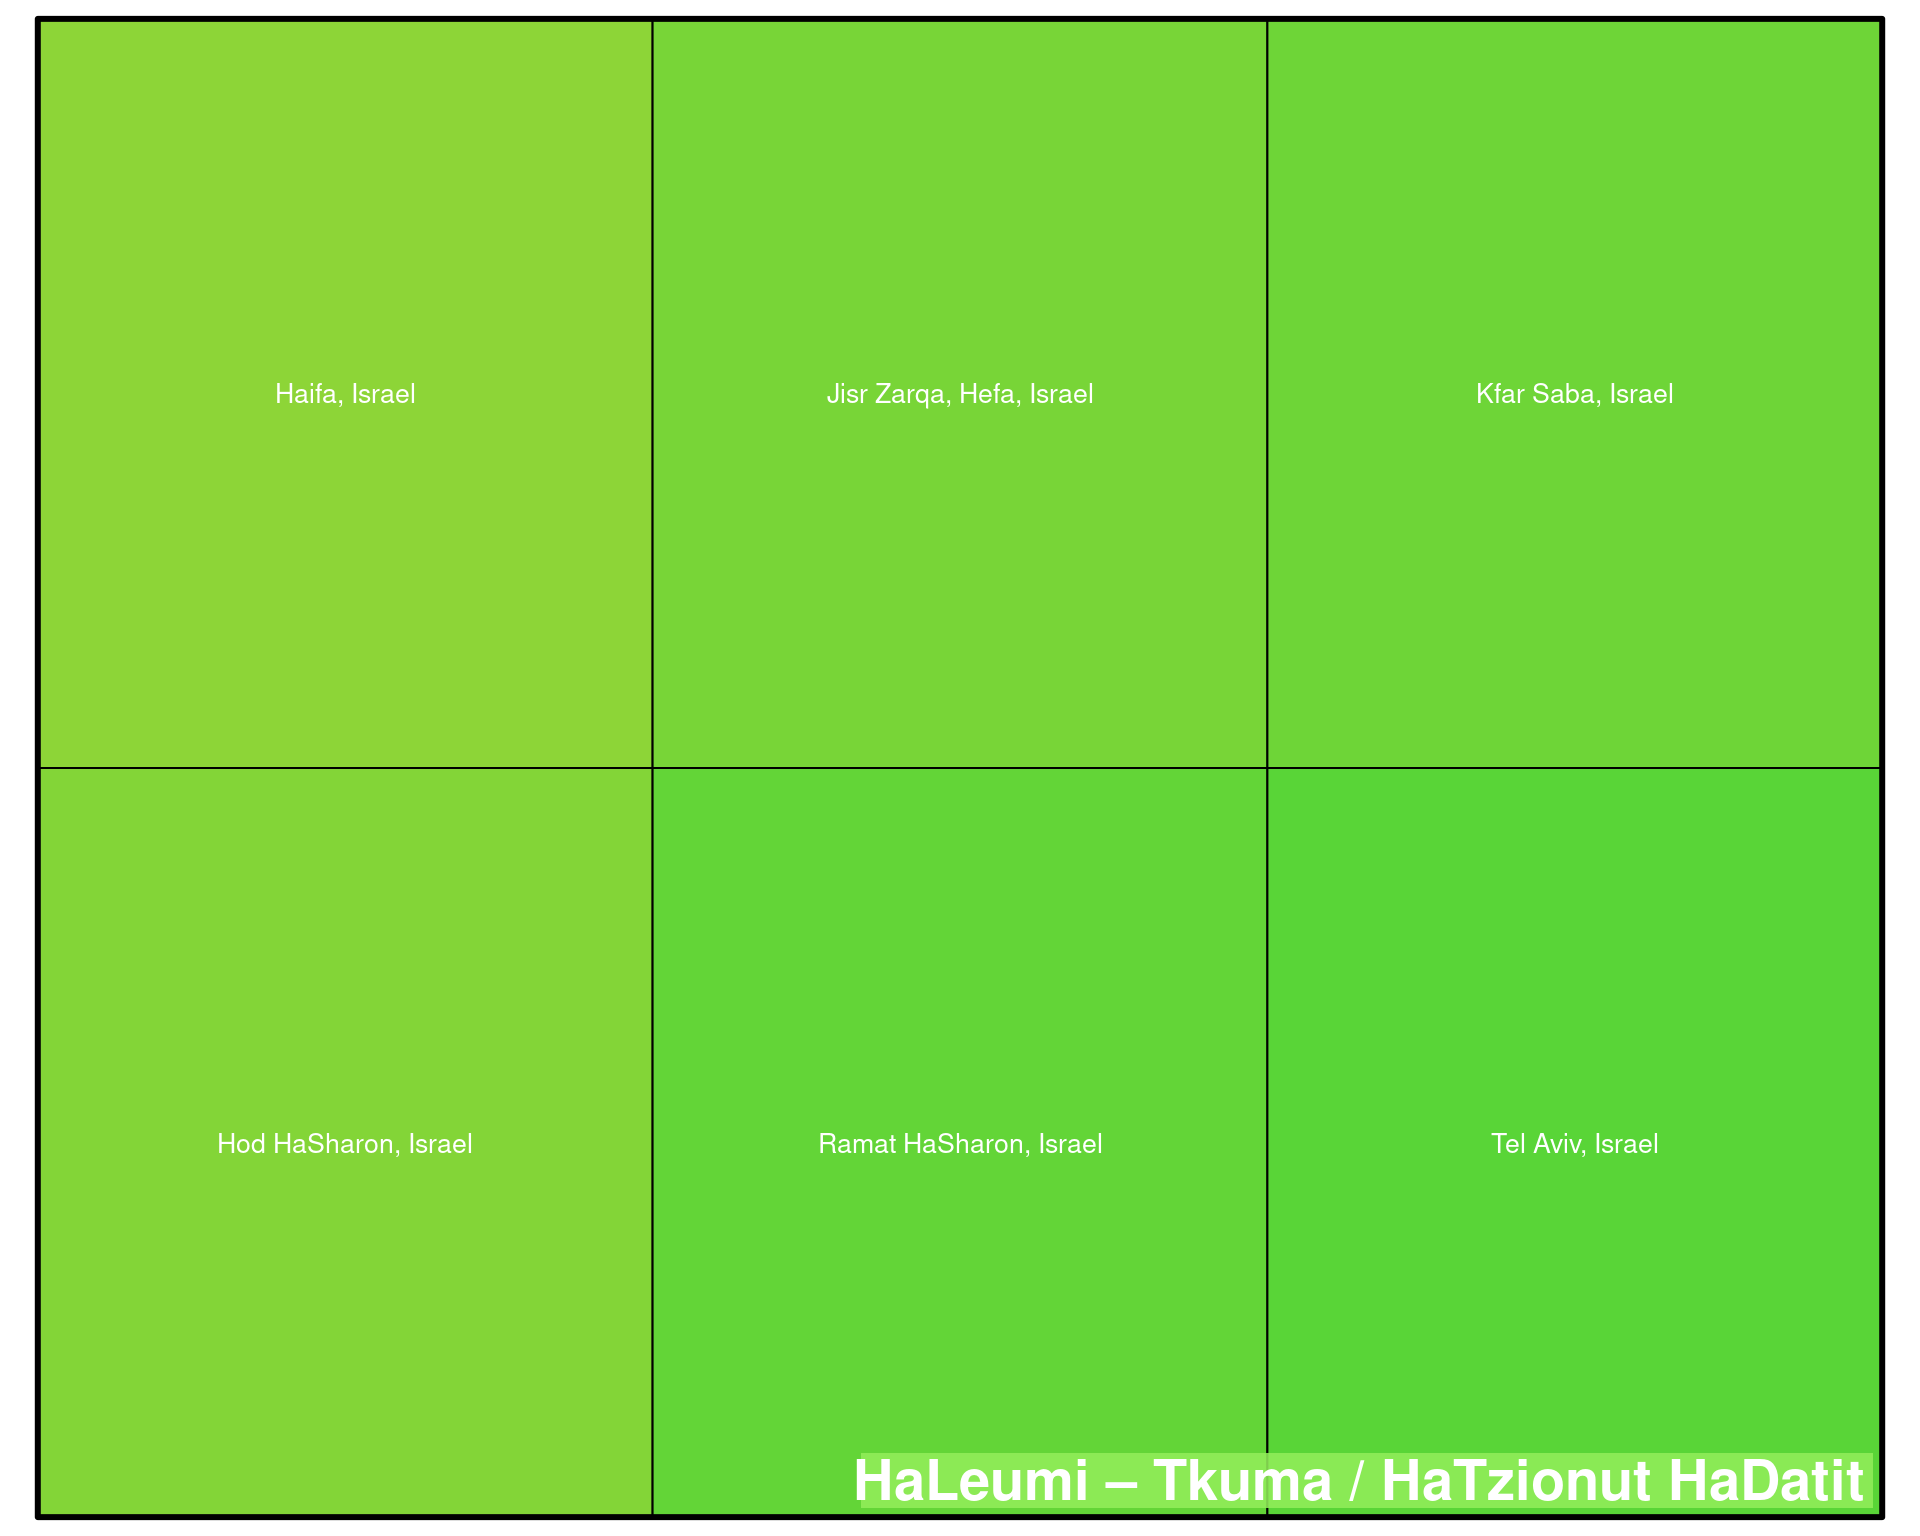 Haifa, Israel
Jisr Zarqa, Hefa, Israel
Kfar Saba, Israel
Hod HaSharon, Israel
Ramat HaSharon, Israel
Tel Aviv, Israel
HaLeumi – Tkuma / HaTzionut HaDatit